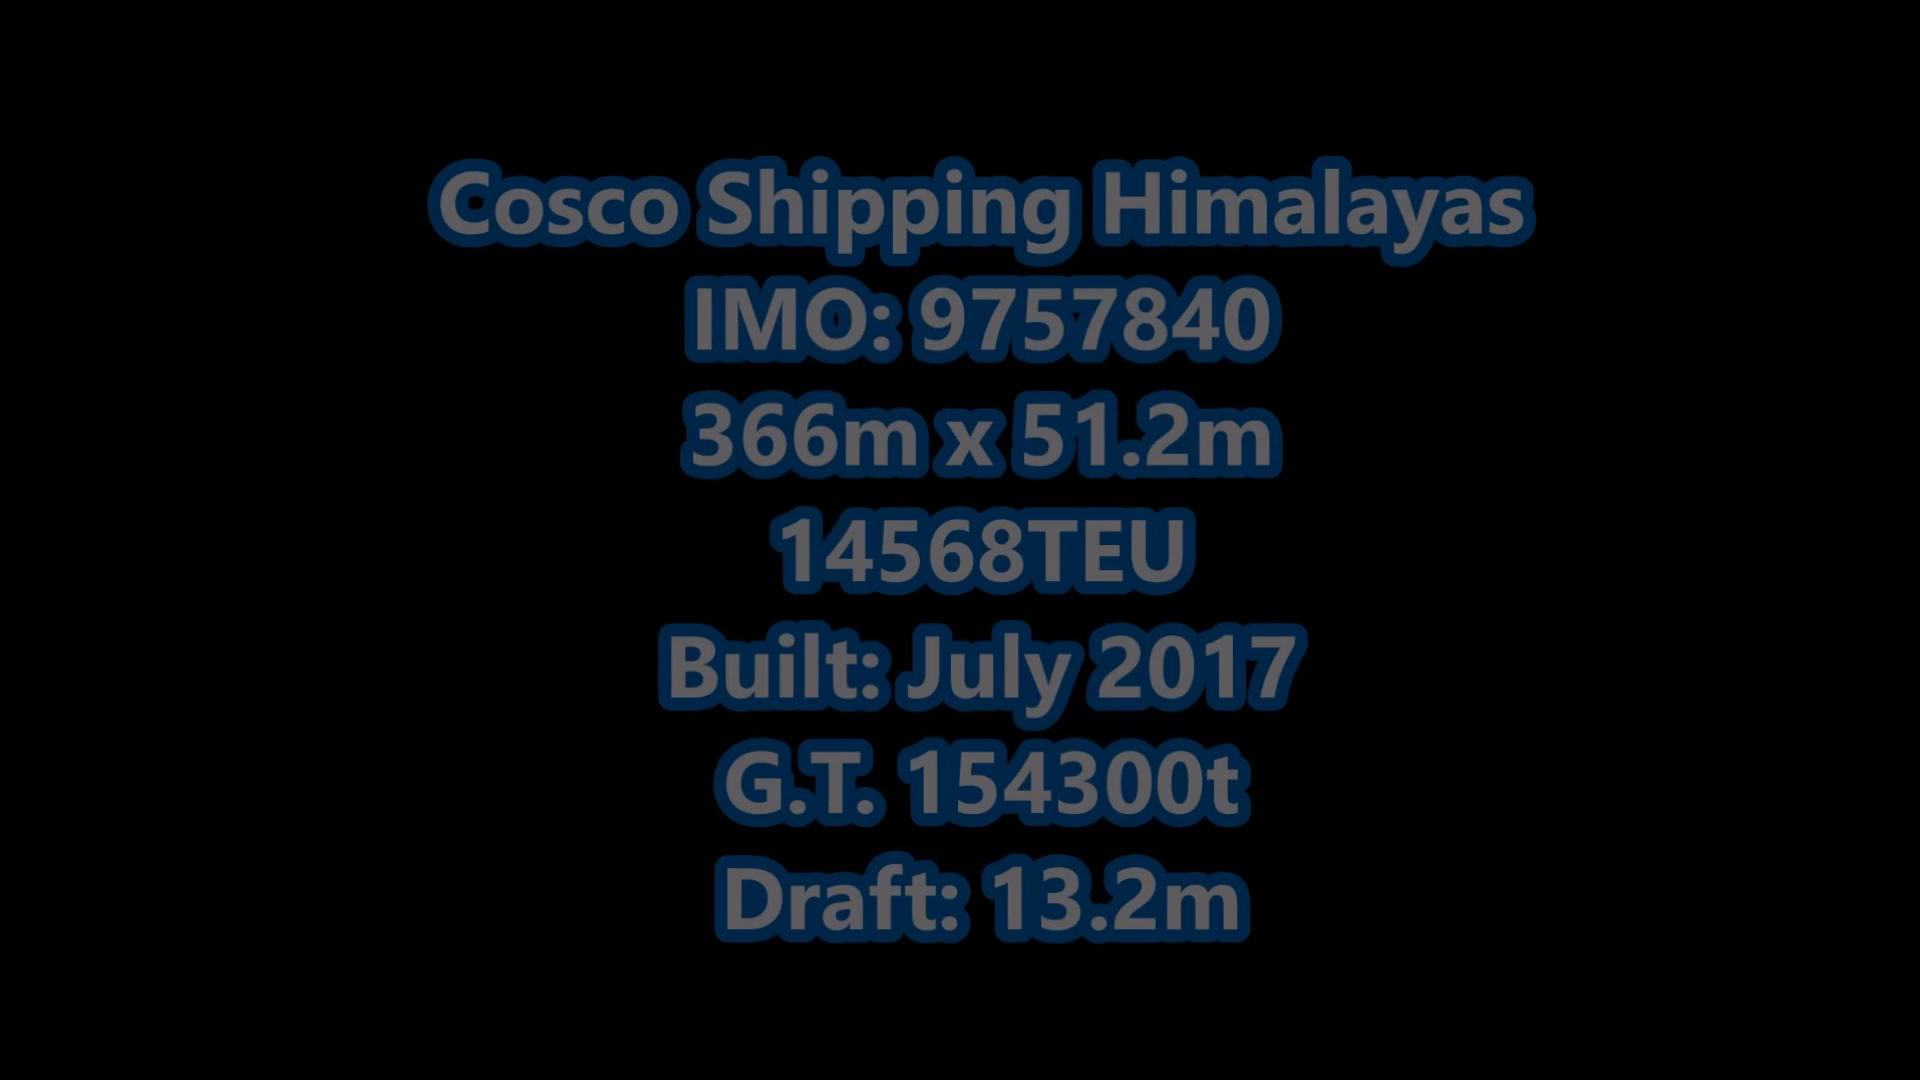 Cosco Shipping Himalayas
IMO: 9757840
366m x 51.2m
14568TEU
Built: July 2017
G.T. 154300t
Draft: 13.2m